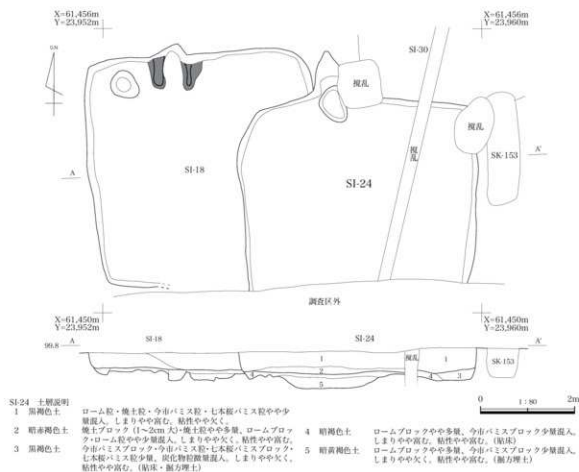 X=61,456m
Y=23,952m
X=61,456m
Y=23,960m
SI-30
撹乱
撹乱
SK-153
撹乱
A
A'
SI-18
SI-24
調査区外
X=61,450m
Y=23,952m
X=61,450m
Y=23,960m
99.8
A
SI-18
SI-24
A'
1
撹乱
1
2
3
4
5
SK-153
0
1:80
2m
SI-24 土層説明
1 黒褐色土 ローム粒・焼土粒・今市パミス粒・七本桜パミス粒やや少
量混入。しまりやや富む。粘性やや欠く。
2 暗赤褐色土 焼土ブロック (1～2cm 大)・焼土粒やや多量、ロームブロッ
ク・ローム粒やや少量混入。しまりやや欠く。粘性やや富む。
3 黒褐色土 今市パミスブロック・今市パミス粒・七本桜パミスブロック・
七本桜パミス粒少量、炭化物粒微量混入。しまりやや欠く。
粘性やや富む。(貼床・掘方埋土)
4 暗褐色土 ロームブロックやや多量、今市パミスブロック少量混入。
しまりやや富む。粘性やや富む。(貼床)
5 暗黄褐色土 ロームブロックやや多量、今市パミスブロック少量混入。
しまりやや欠く。粘性やや富む。(掘方埋土)